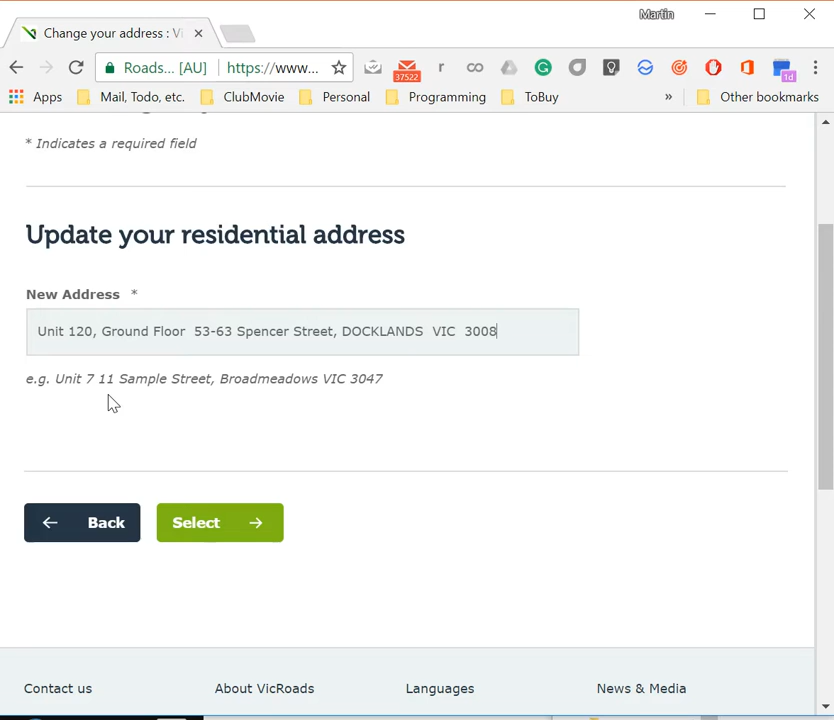 Martin
Change your address : Vi
Roads... [AU] https://www... 37522 r 1d
Apps Mail, Todo, etc. ClubMovie Personal Programming ToBuy » Other bookmarks
* Indicates a required field
Update your residential address
New Address *
Unit 120, Ground Floor 53-63 Spencer Street, DOCKLANDS VIC 3008
e.g. Unit 7 11 Sample Street, Broadmeadows VIC 3047
Back Select
Contact us About VicRoads Languages News & Media